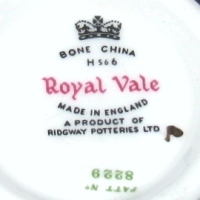 BONE CHINA
H566
Royal Vale
MADE IN ENGLAND
A PRODUCT OF
RIDGWAY POTTERIES LTD
PATT Nº
8229